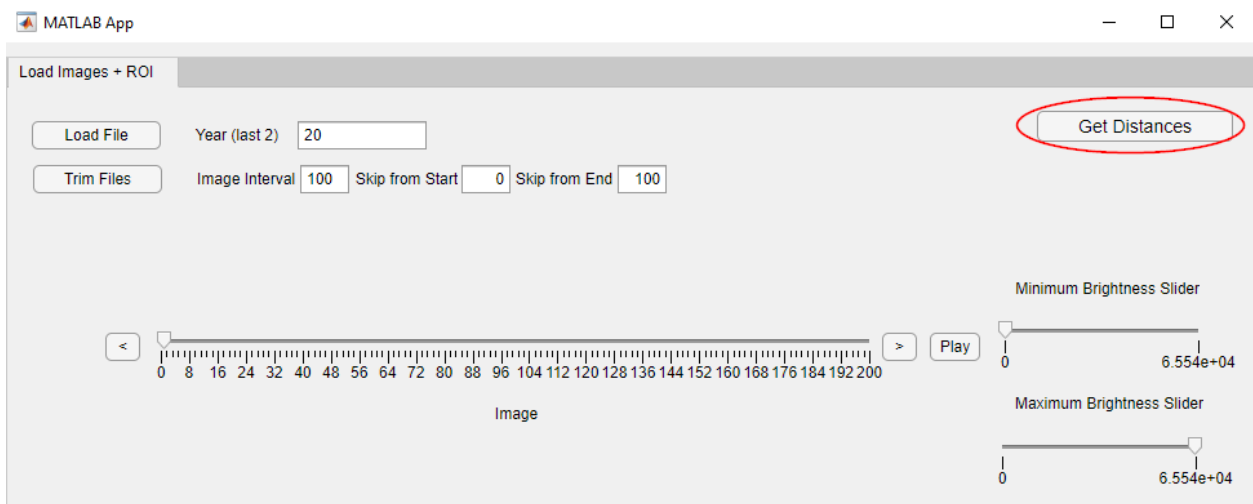 MATLAB App
Load Images + ROI
Load File Year (last 2) 20
Get Distances
Trim Files Image Interval 100 Skip from Start 0 Skip from End 100
Minimum Brightness Slider
< > Play
0 6.554e+04
0 8 16 24 32 40 48 56 64 72 80 88 96 104 112 120 128 136 144 152 160 168 176 184 192 200
Image
Maximum Brightness Slider
0 6.554e+04